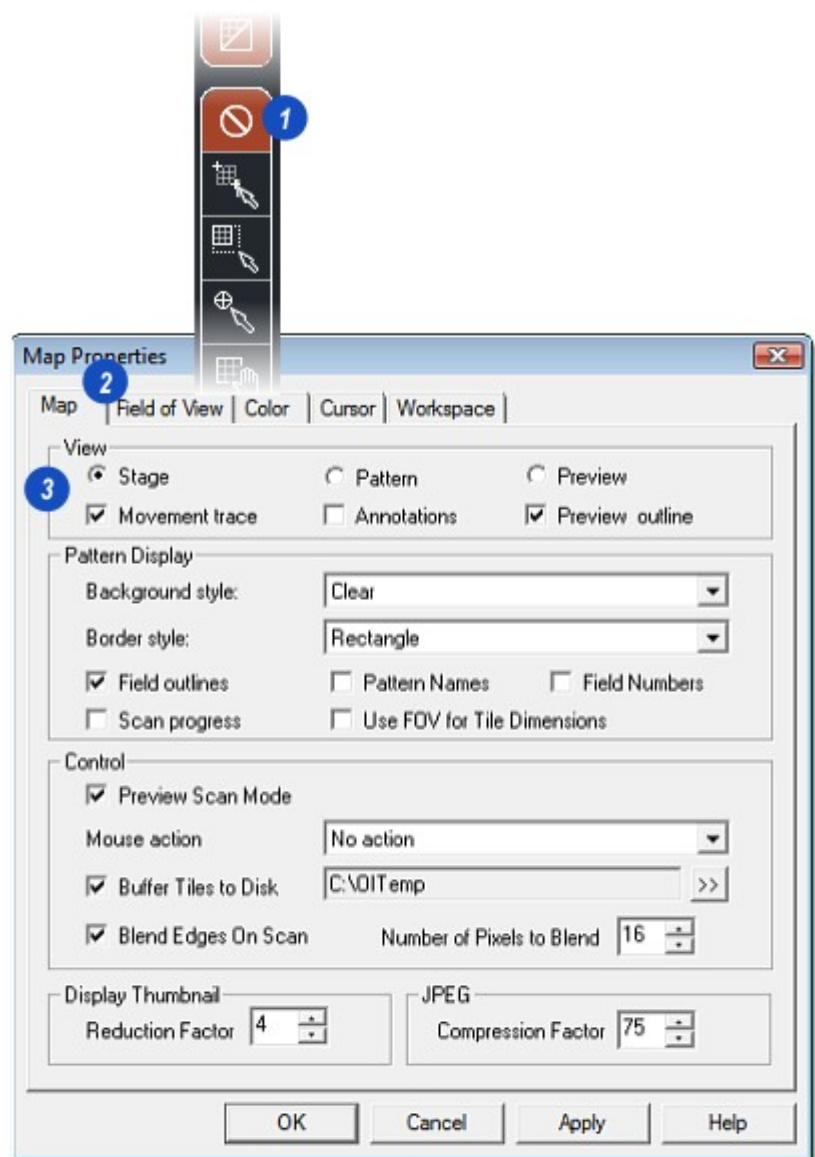 1
Map Properties
2
Map Field of View Color Cursor Workspace
View
3
Stage Pattern Preview
Movement trace Annotations Preview outline
Pattern Display
Background style: Clear
Border style: Rectangle
Field outlines Pattern Names Field Numbers
Scan progress Use FOV for Tile Dimensions
Control
Preview Scan Mode
Mouse action No action
Buffer Tiles to Disk C:\OITemp >>
Blend Edges On Scan Number of Pixels to Blend 16
Display Thumbnail JPEG
Reduction Factor 4 Compression Factor 75
OK Cancel Apply Help